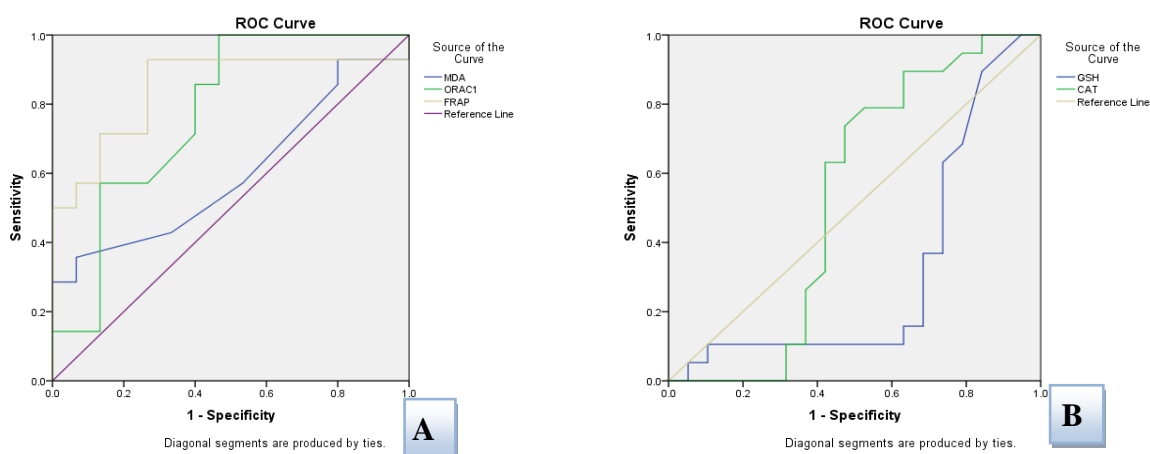 ROC Curve
Source of the
Curve
MDA
ORAC1
FRAP
Reference Line
Sensitivity
1.0
0.8
0.6
0.4
0.2
0.0
0.0 0.2 0.4 0.6 0.8 1.0
1 - Specificity
Diagonal segments are produced by ties.
A
ROC Curve
Source of the
Curve
GSH
CAT
Reference Line
Sensitivity
1.0
0.8
0.6
0.4
0.2
0.0
0.0 0.2 0.4 0.6 0.8 1.0
1 - Specificity
Diagonal segments are produced by ties.
B